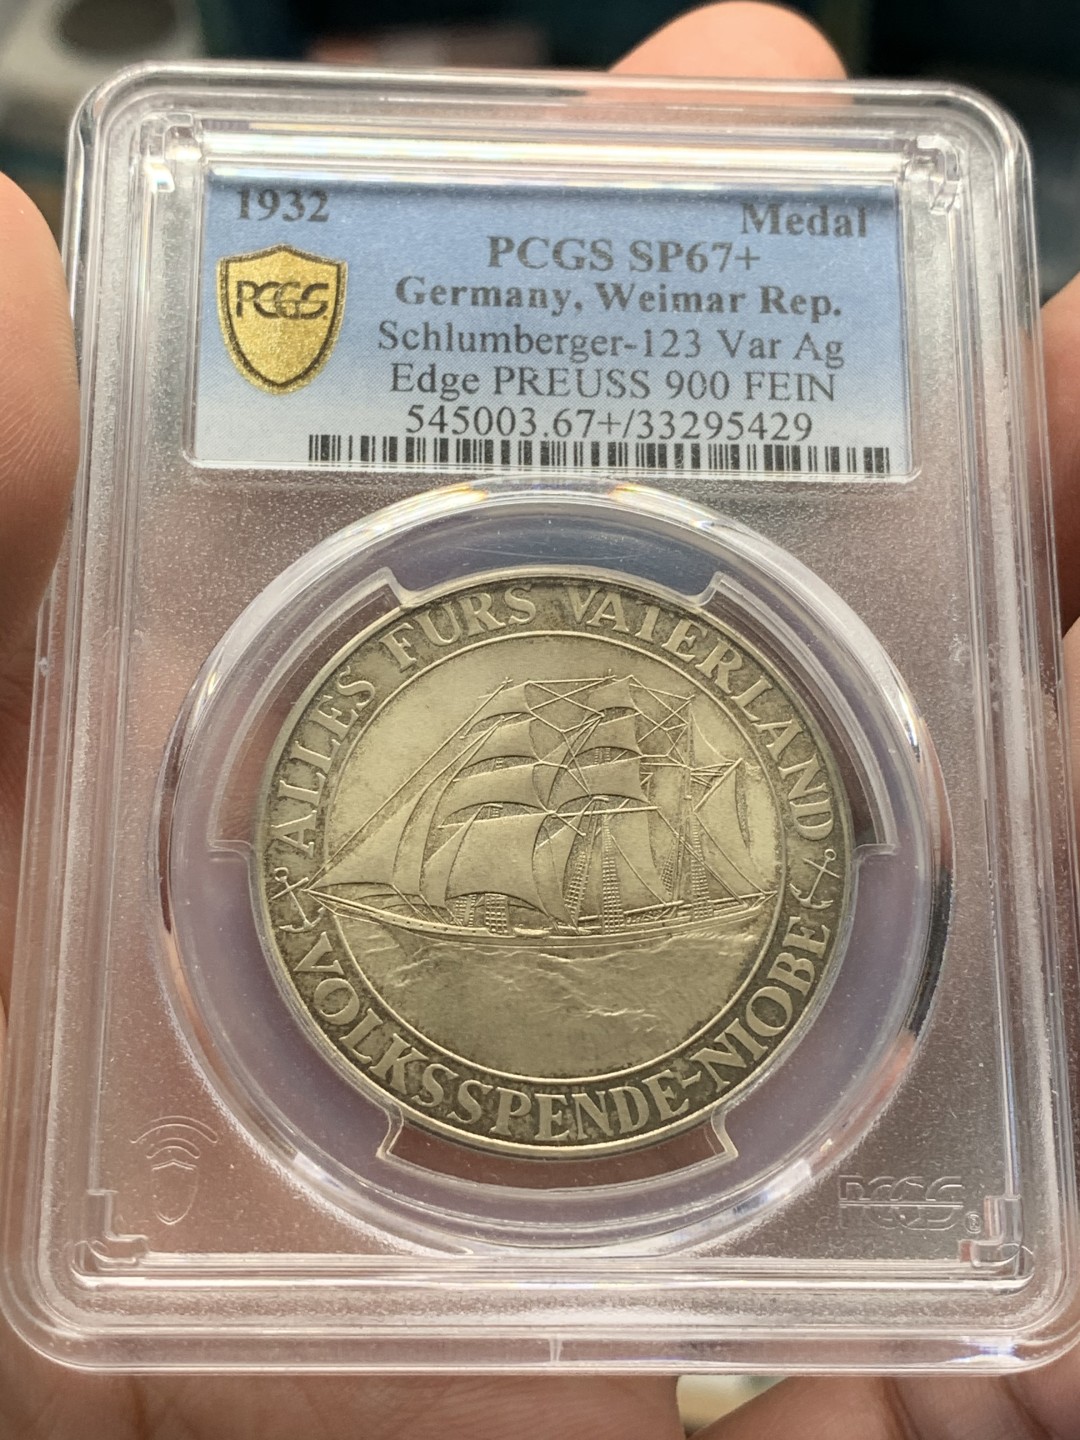 1932
Medal
PCGS SP67+
PCGS
Germany, Weimar Rep.
Schlumberger-123 Var Ag
Edge PREUSS 900 FEIN
545003.67+/33295429
ALLES FURS VATERLAND
VOLKSSPENDE-NIOBE
PCGS